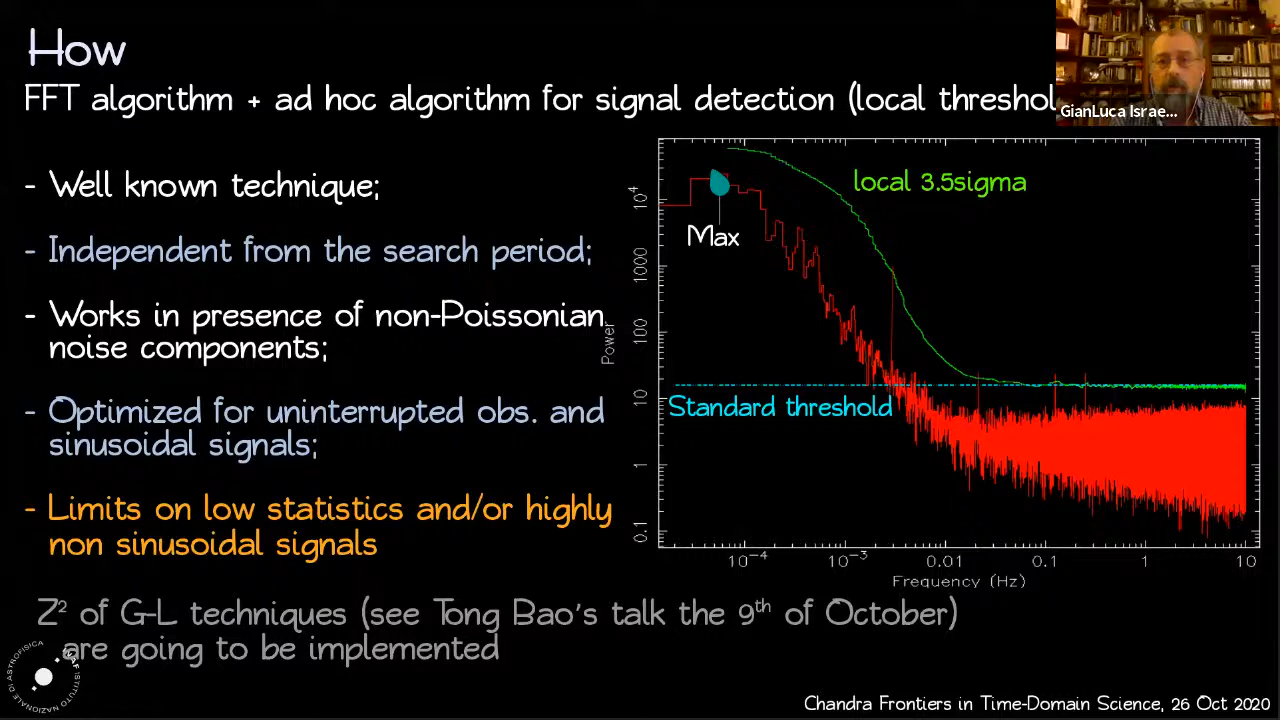 How
FFT algorithm + ad hoc algorithm for signal detection (local threshol
GianLuca Israe...
- Well known technique;
- Independent from the search period;
- Works in presence of non-Poissonian
noise components;
- Optimized for uninterrupted obs. and
sinusoidal signals;
- Limits on low statistics and/or highly
non sinusoidal signals
local 3.5sigma
Max
Standard threshold
Power
10⁴
1000
100
10
1
0.1
10⁻⁴ 10⁻³ 0.01 0.1 1 10
Frequency (Hz)
Z² of G-L techniques (see Tong Bao's talk the 9th of October)
are going to be implemented
INAF ISTITUTO NAZIONALE DI ASTROFISICA
Chandra Frontiers in Time-Domain Science, 26 Oct 2020